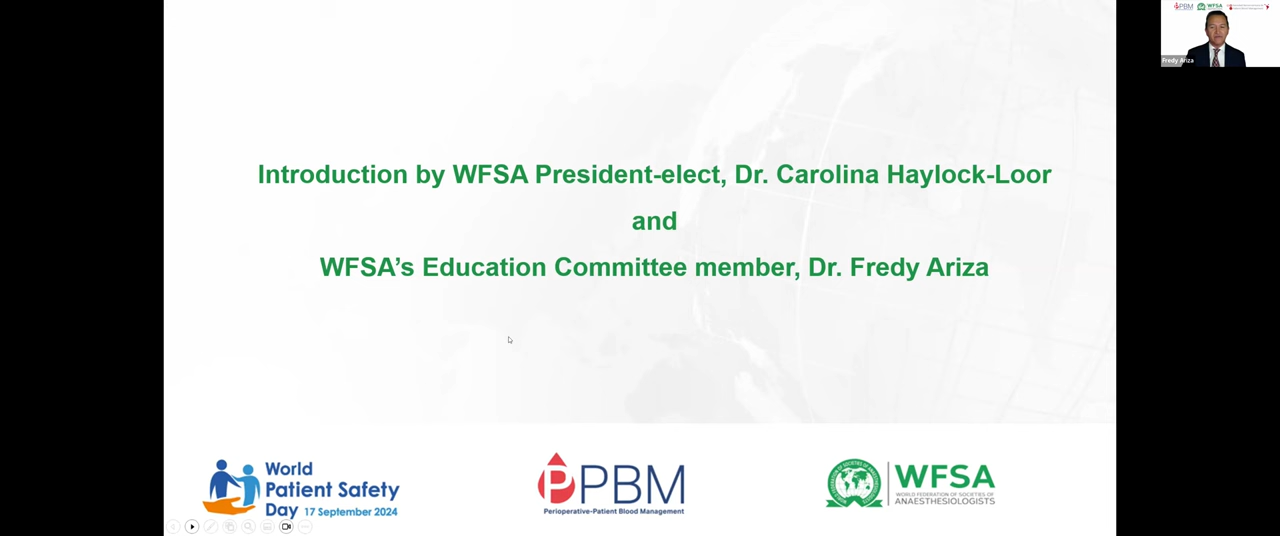 PBM
WFSA
Fredy Ariza
Introduction by WFSA President-elect, Dr. Carolina Haylock-Loor
and
WFSA’s Education Committee member, Dr. Fredy Ariza
World
Patient Safety
Day 17 September 2024
PBM
Perioperative-Patient Blood Management
WFSA
WORLD FEDERATION OF SOCIETIES OF
ANAESTHESIOLOGISTS